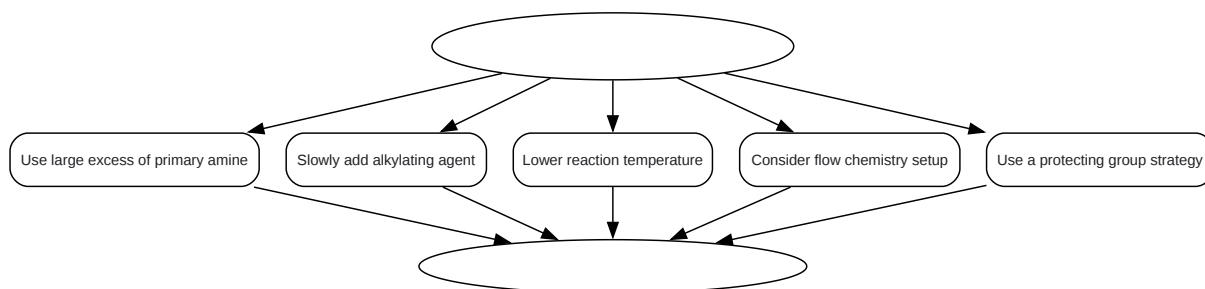 Use large excess of primary amine
Slowly add alkylating agent
Lower reaction temperature
Consider flow chemistry setup
Use a protecting group strategy